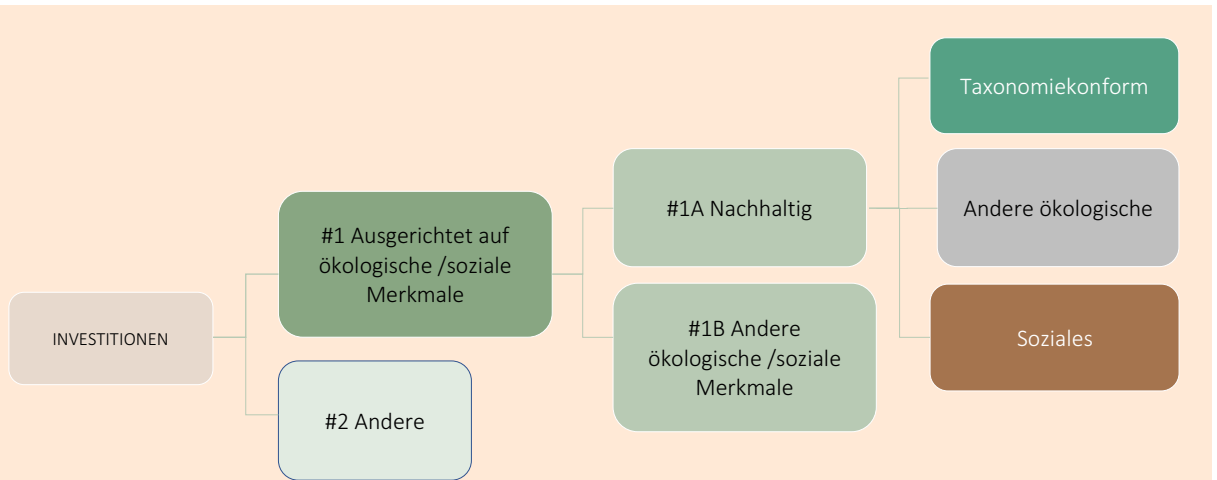 INVESTITIONEN
#1 Ausgerichtet auf
ökologische /soziale
Merkmale
#2 Andere
#1A Nachhaltig
#1B Andere
ökologische /soziale
Merkmale
Taxonomiekonform
Andere ökologische
Soziales